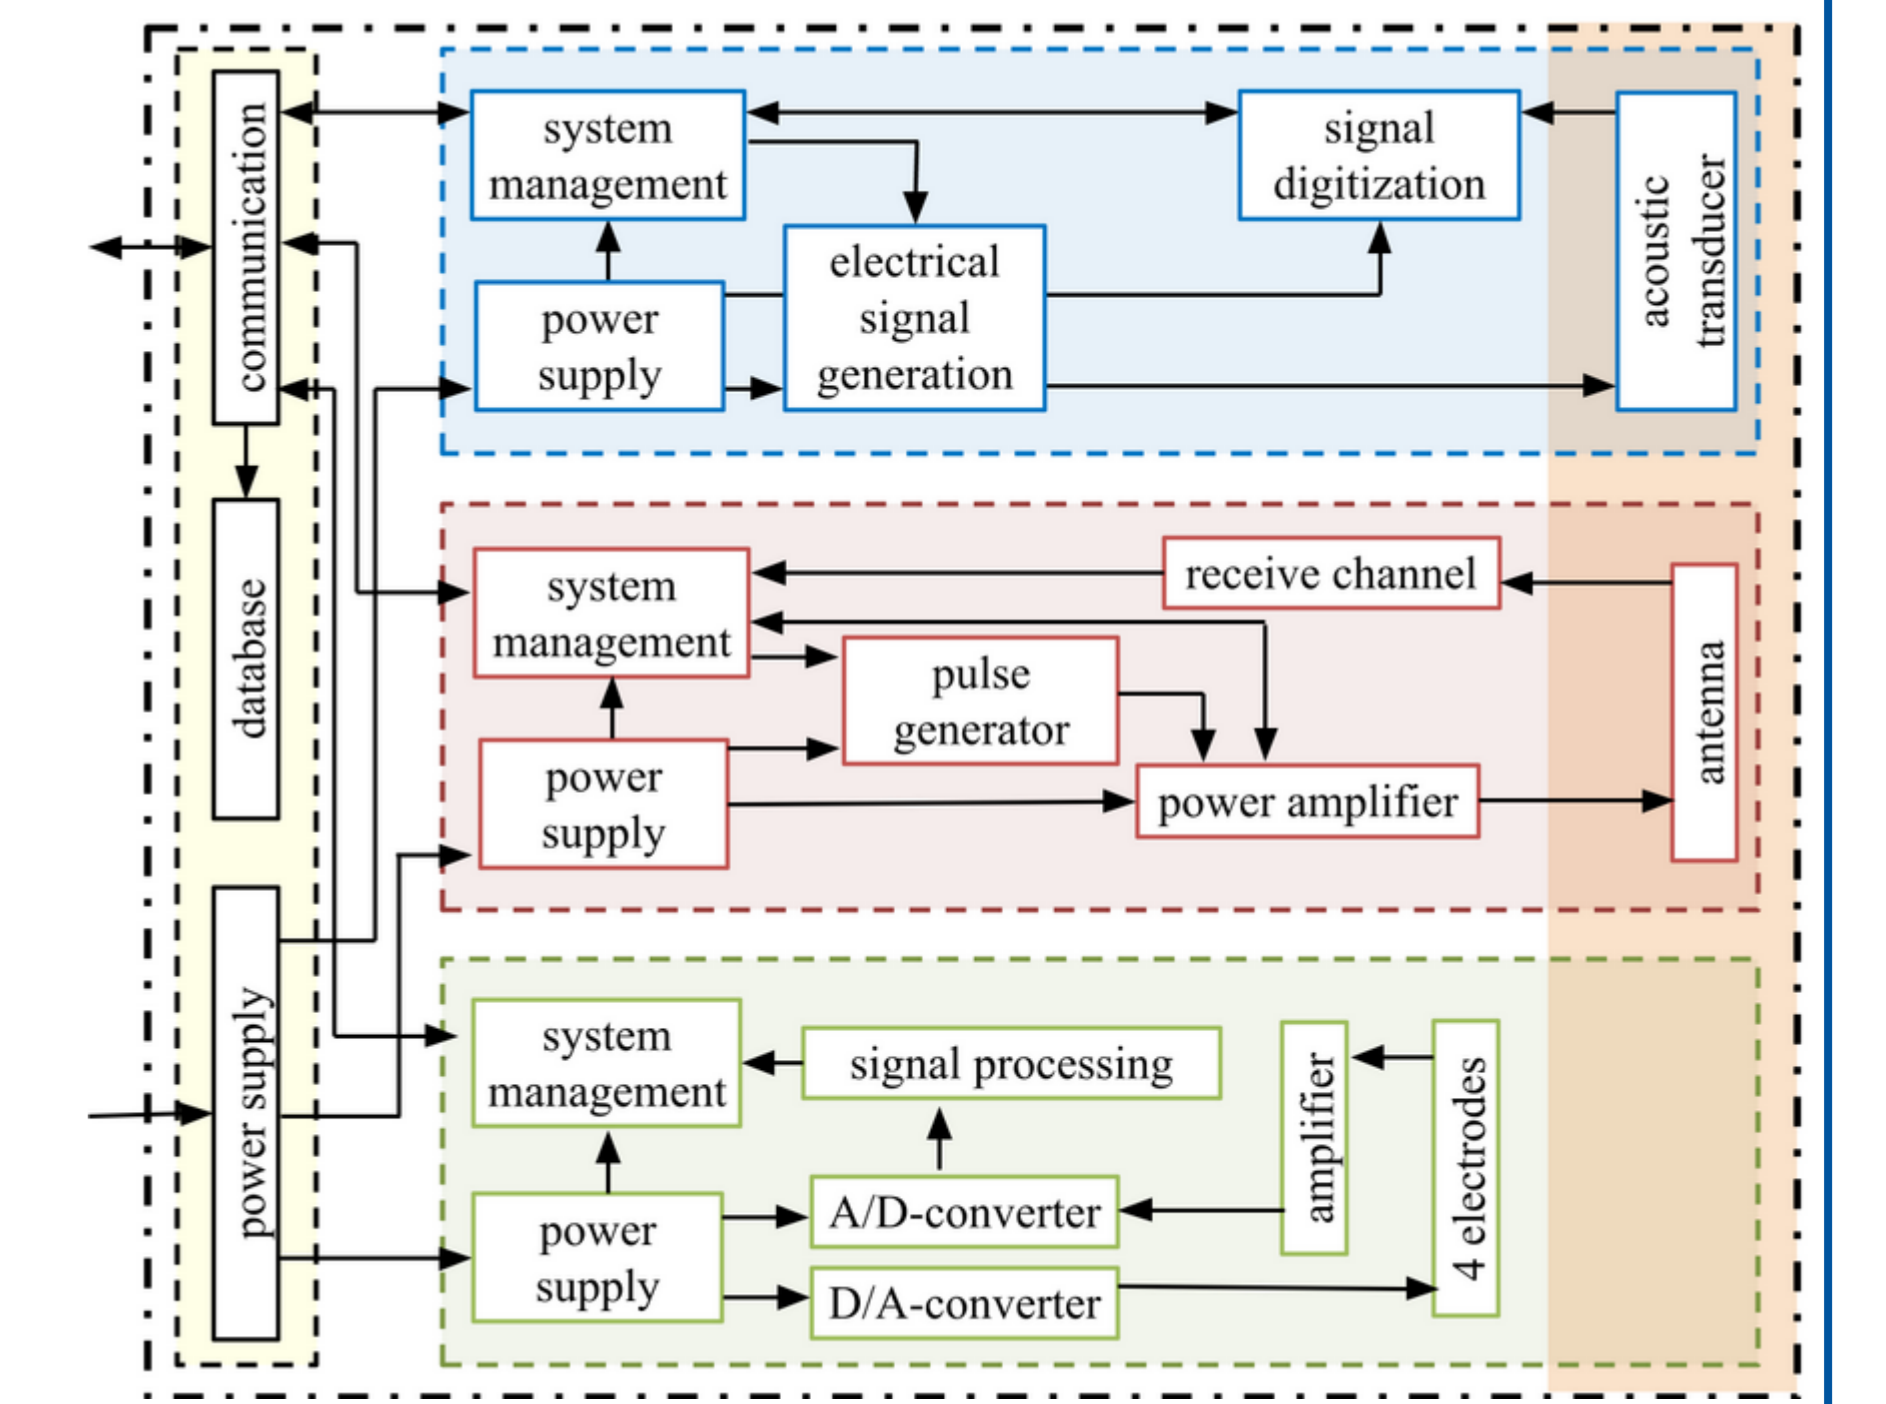 communication
database
power supply
system
management
signal
digitization
acoustic
transducer
electrical
signal
generation
power
supply
system
management
receive channel
pulse
generator
antenna
power
supply
power amplifier
system
management
signal processing
amplifier
4 electrodes
power
supply
A/D-converter
D/A-converter